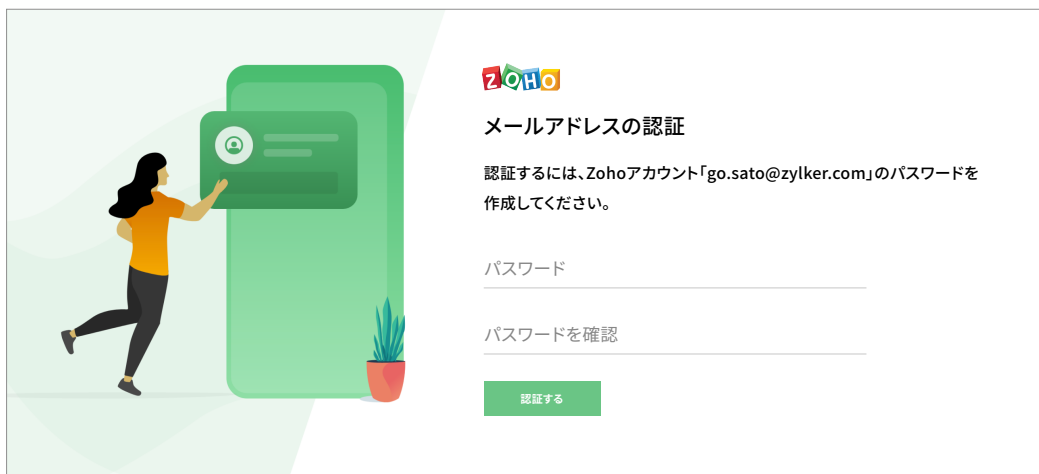 ZOHO
メールアドレスの認証
認証するには、Zohoアカウント「go.sato@zylker.com」のパスワードを
作成してください。
パスワード
パスワードを確認
認証する